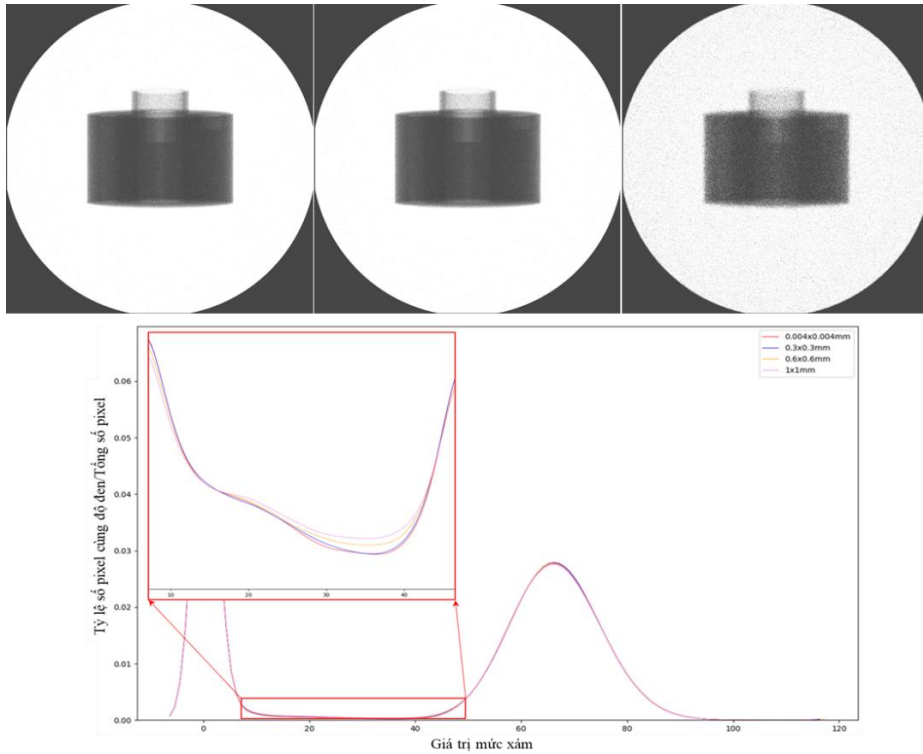 0.004x0.004mm
0.3x0.3mm
0.6x0.6mm
1x1mm
Tỷ lệ số pixel cùng độ đen/Tổng số pixel
0.06
0.05
0.04
0.03
0.02
0.01
0.00
10 20 30 40
0 20 40 60 80 100 120
Giá trị mức xám